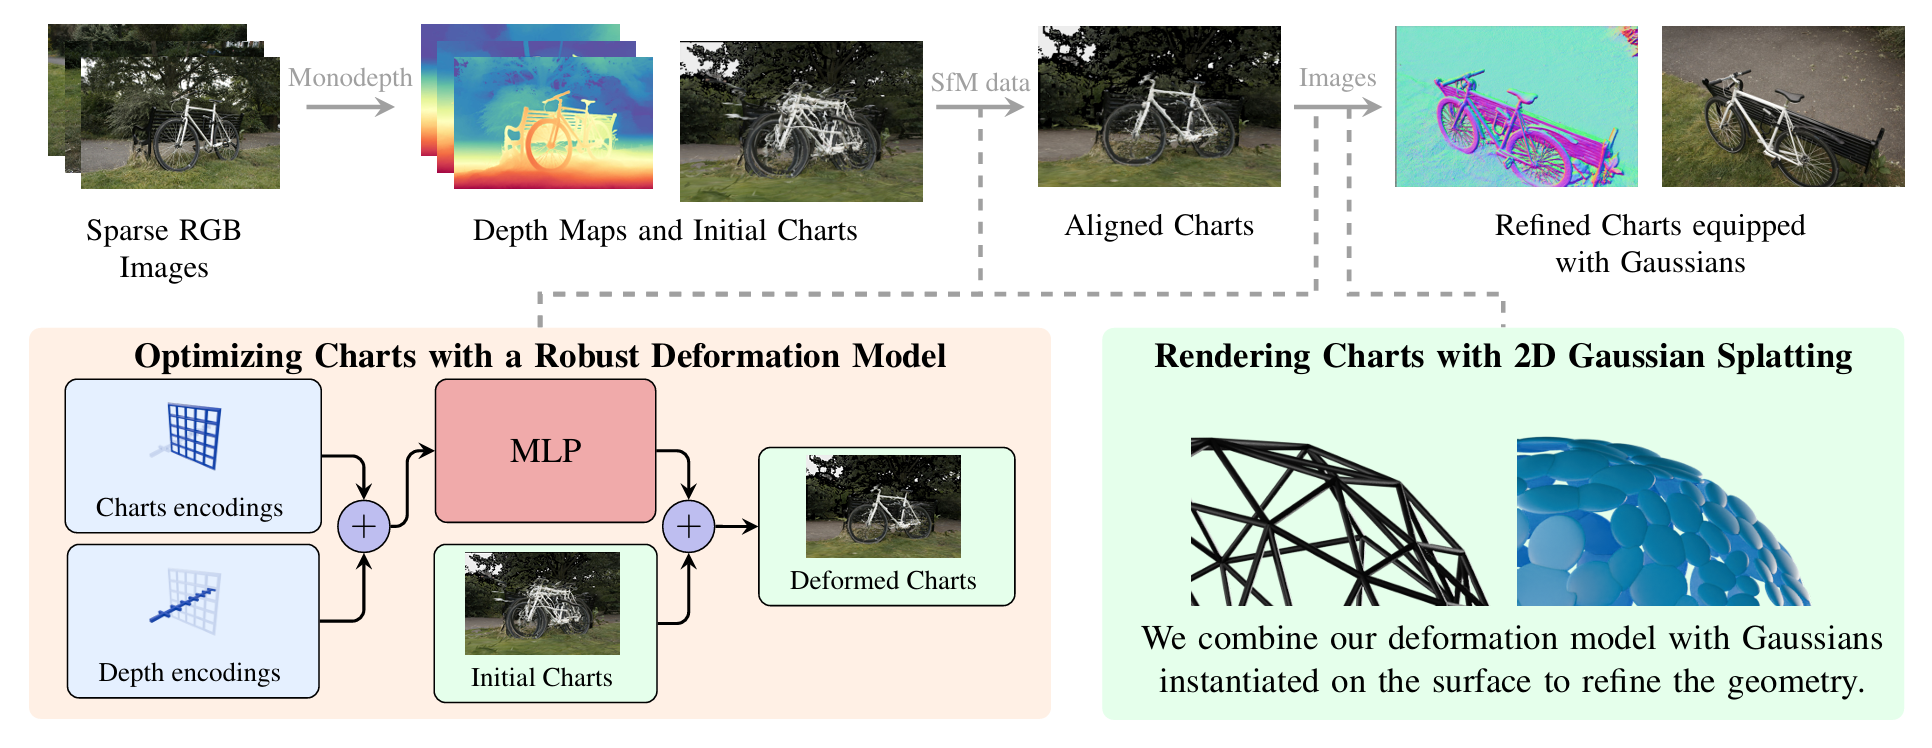 Monodepth
SfM data
Images
Sparse RGB
Images
Depth Maps and Initial Charts
Aligned Charts
Refined Charts equipped
with Gaussians
Optimizing Charts with a Robust Deformation Model
Charts encodings
Depth encodings
+
MLP
Initial Charts
+
Deformed Charts
Rendering Charts with 2D Gaussian Splatting
We combine our deformation model with Gaussians
instantiated on the surface to refine the geometry.